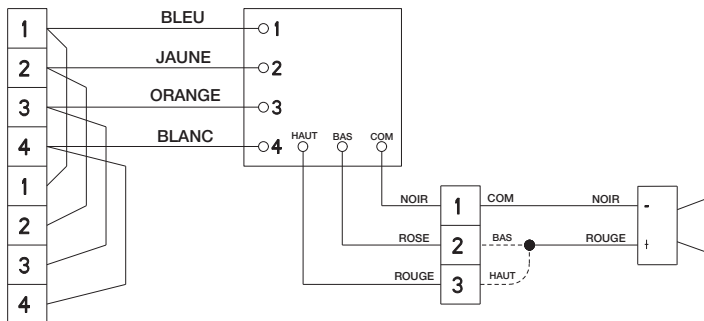 1 BLEU 1
2 JAUNE 2
3 ORANGE 3
4 BLANC 4 HAUT BAS COM
1
2
3
4
NOIR 1 COM NOIR -
ROSE 2 BAS ROUGE +
ROUGE 3 HAUT